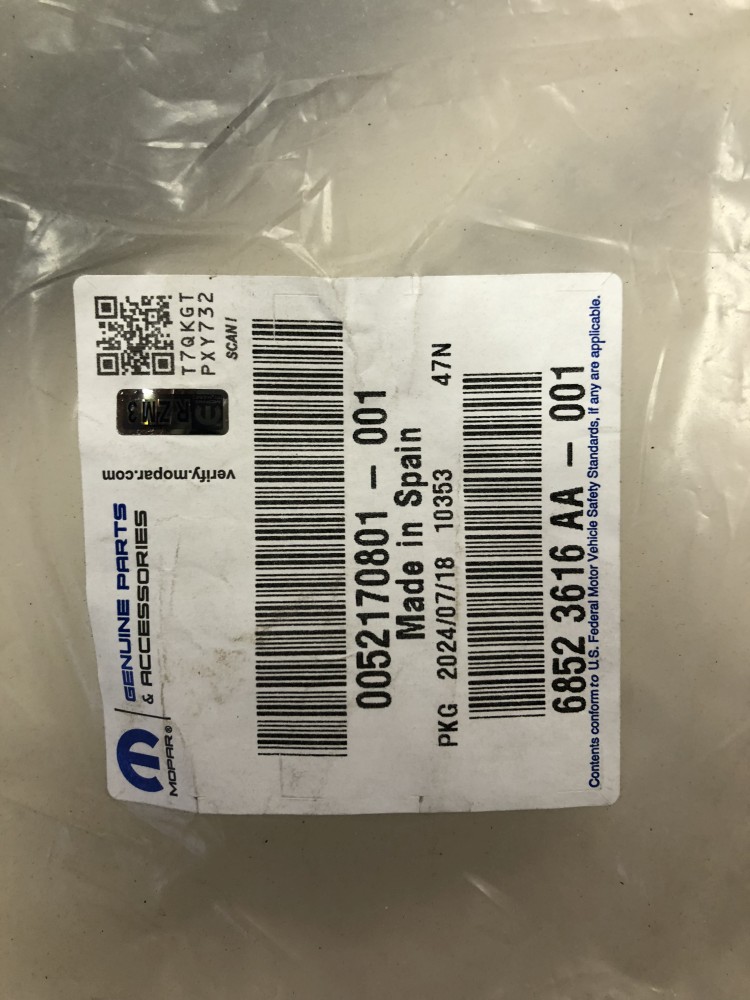 MOPAR®
GENUINE PARTS
& ACCESSORIES
verify.mopar.com
RZM3
T7QKGT
PXY732
SCAN!
0052170801 - 001
Made in Spain
PKG 2024/07/18 10353 47N
6852 3616 AA - 001
Contents conform to U.S. Federal Motor Vehicle Safety Standards, if any are applicable.